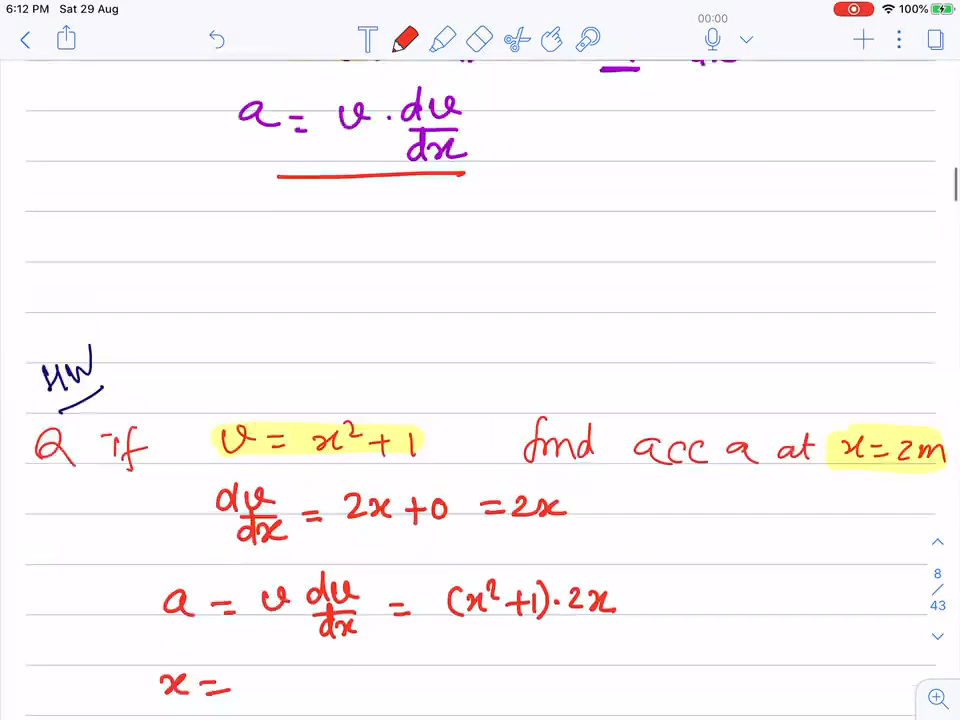 6:12 PM Sat 29 Aug
100%
00:00
a = v . dv/dx
HW
Q if v = x² + 1 find acc a at x = 2m
dv/dx = 2x + 0 = 2x
a = v dv/dx = (x² + 1) . 2x
x =
8
/
43